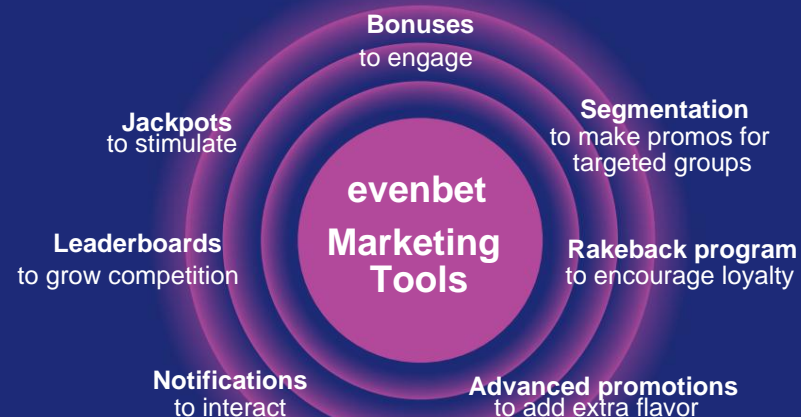 Bonuses
to engage
Jackpots
to stimulate
Segmentation
to make promos for
targeted groups
evenbet
Marketing
Tools
Leaderboards
to grow competition
Rakeback program
to encourage loyalty
Notifications
to interact
Advanced promotions
to add extra flavor